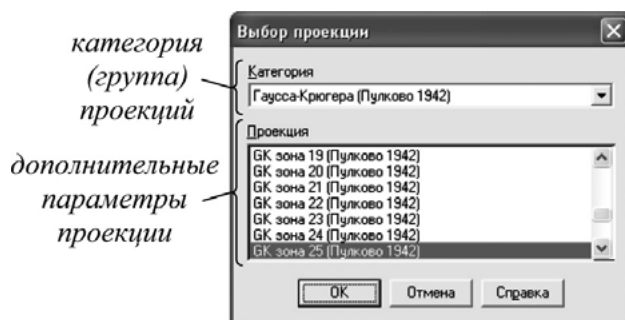 Выбор проекции
категория
(группа)
проекций
Категория
Гаусса-Крюгера (Пулково 1942)
дополнительные
параметры
проекции
Проекция
GK зона 19 (Пулково 1942)
GK зона 20 (Пулково 1942)
GK зона 21 (Пулково 1942)
GK зона 22 (Пулково 1942)
GK зона 23 (Пулково 1942)
GK зона 24 (Пулково 1942)
GK зона 25 (Пулково 1942)
OK
Отмена
Справка